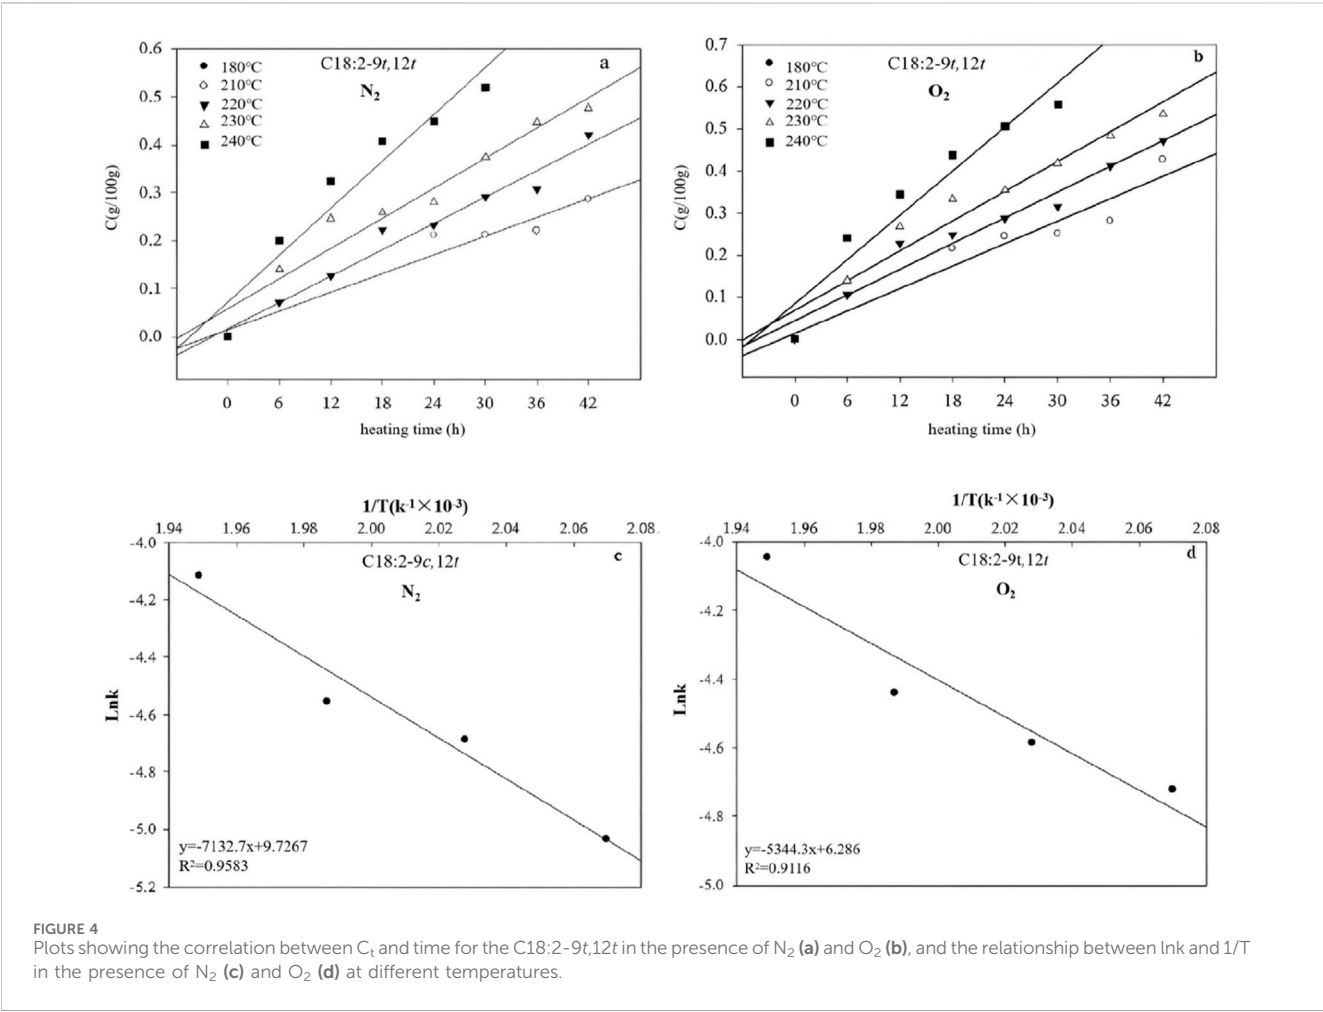 C18:2-9t,12t
a
N₂
180°C
210°C
220°C
230°C
240°C
C(g/100g)
0.6
0.5
0.4
0.3
0.2
0.1
0.0
0 6 12 18 24 30 36 42
heating time (h)
C18:2-9t,12t
b
O₂
180°C
210°C
220°C
230°C
240°C
C(g/100g)
0.7
0.6
0.5
0.4
0.3
0.2
0.1
0.0
0 6 12 18 24 30 36 42
heating time (h)
1/T(k⁻¹×10⁻³)
1.94 1.96 1.98 2.00 2.02 2.04 2.06 2.08
C18:2-9c,12t
c
N₂
Lnk
-4.0
-4.2
-4.4
-4.6
-4.8
-5.0
-5.2
y=-7132.7x+9.7267
R²=0.9583
1/T(k⁻¹×10⁻³)
1.94 1.96 1.98 2.00 2.02 2.04 2.06 2.08
C18:2-9t,12t
d
O₂
Lnk
-4.0
-4.2
-4.4
-4.6
-4.8
-5.0
y=-5344.3x+6.286
R²=0.9116
FIGURE 4
Plots showing the correlation between Cₜ and time for the C18:2-9t,12t in the presence of N₂ (a) and O₂ (b), and the relationship between lnk and 1/T
in the presence of N₂ (c) and O₂ (d) at different temperatures.